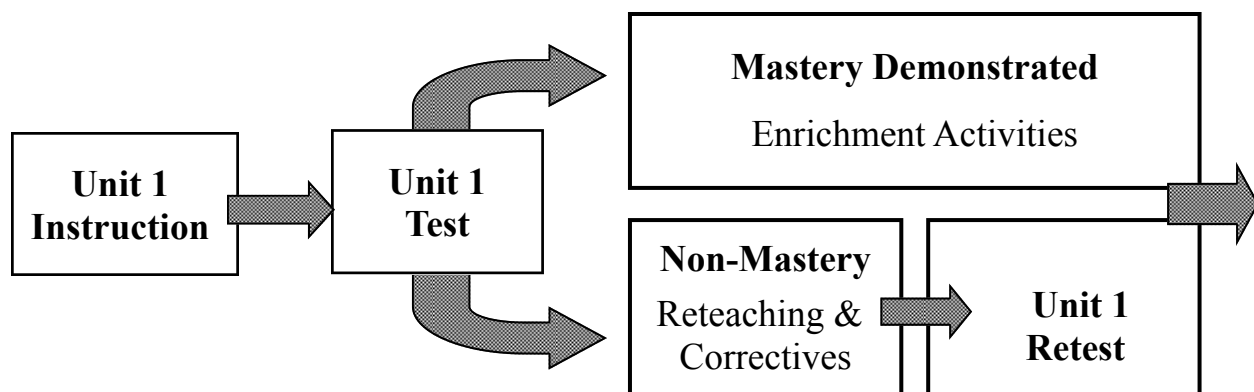 Unit 1
Instruction
Unit 1
Test
Mastery Demonstrated
Enrichment Activities
Non-Mastery
Reteaching &
Correctives
Unit 1
Retest